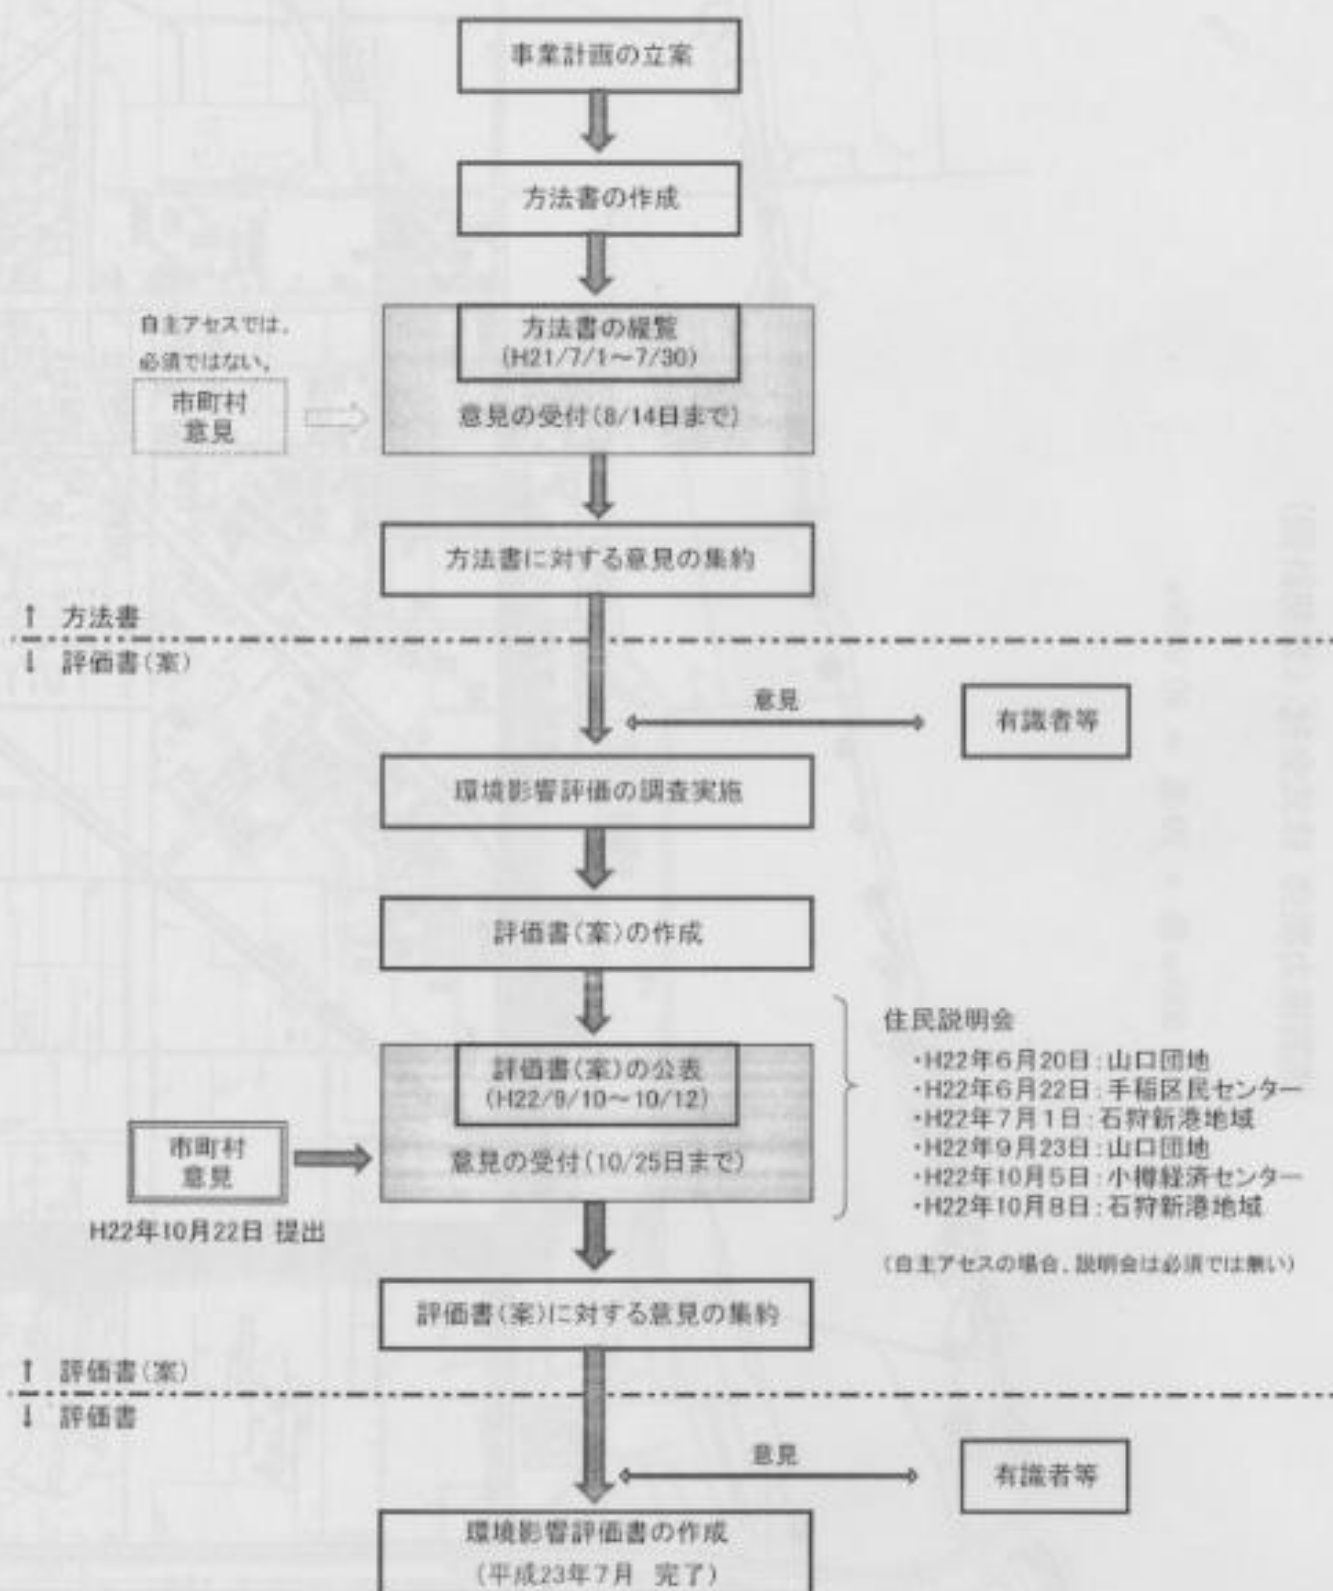 事業計画の立案
方法書の作成
自主アセスでは、
必須ではない。
市町村
意見
方法書の縦覧
(H21/7/1～7/30)
意見の受付(8/14日まで)
方法書に対する意見の集約
↑ 方法書
↓ 評価書(案)
意見
有識者等
環境影響評価の調査実施
評価書(案)の作成
評価書(案)の公表
(H22/9/10～10/12)
意見の受付(10/25日まで)
市町村
意見
H22年10月22日 提出
住民説明会
・H22年6月20日:山口団地
・H22年6月22日:手稲区民センター
・H22年7月1日:石狩新港地域
・H22年9月23日:山口団地
・H22年10月5日:小樽経済センター
・H22年10月8日:石狩新港地域
(自主アセスの場合、説明会は必須では無い)
評価書(案)に対する意見の集約
↑ 評価書(案)
↓ 評価書
意見
有識者等
環境影響評価書の作成
(平成23年7月 完了)